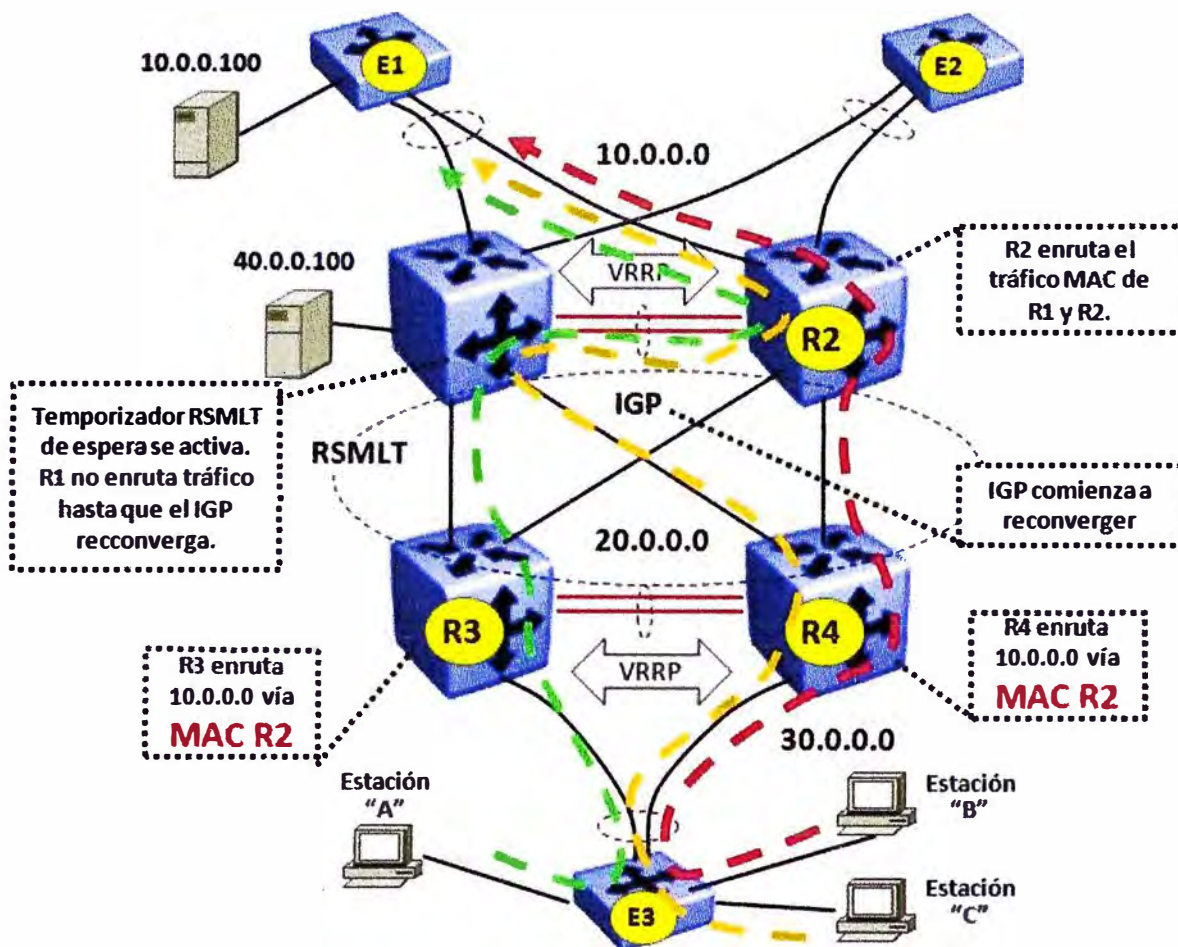 10.0.0.100
E1
E2
10.0.0.0
40.0.0.100
VRRP
R2
R2 enruta el
tráfico MAC de
R1 y R2.
Temporizador RSMLT
de espera se activa.
R1 no enruta tráfico
hasta que el IGP
recconverga.
RSMLT
IGP
IGP comienza a
reconverger
20.0.0.0
R3
R4
VRRP
R3 enruta
10.0.0.0 vía
MAC R2
R4 enruta
10.0.0.0 vía
MAC R2
30.0.0.0
Estación
"A"
Estación
"B"
E3
Estación
"C"